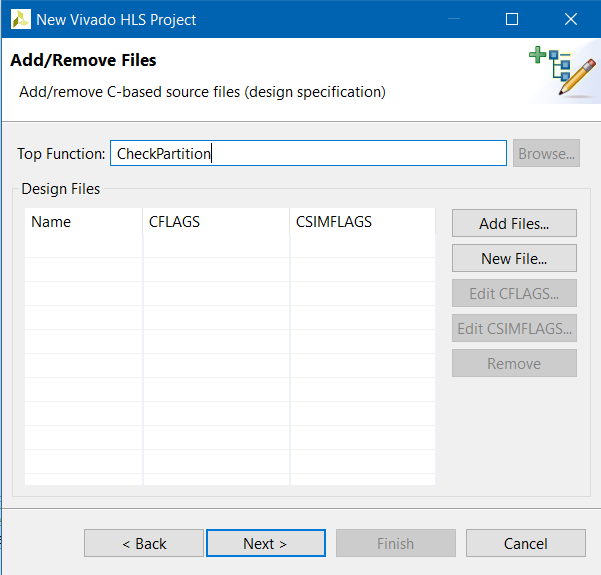 New Vivado HLS Project
Add/Remove Files
Add/remove C-based source files (design specification)
Top Function: CheckPartition Browse...
Design Files
Name CFLAGS CSIMFLAGS
Add Files...
New File...
Edit CFLAGS...
Edit CSIMFLAGS...
Remove
< Back Next > Finish Cancel